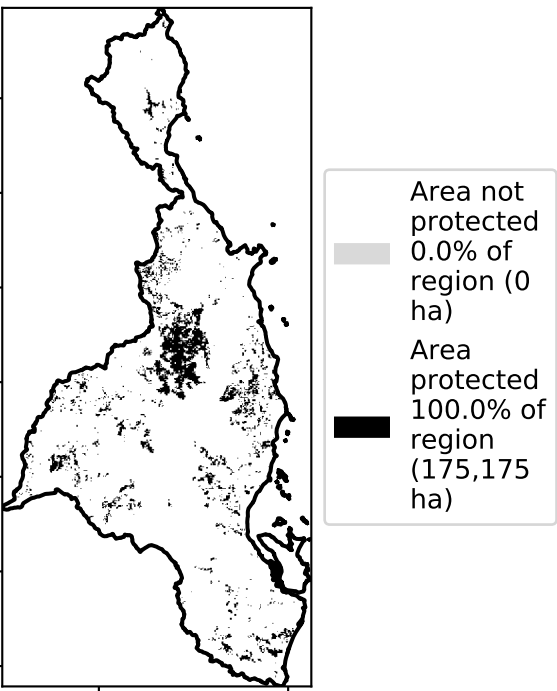 Area not
protected
0.0% of
region (0
ha)
Area
protected
100.0% of
region
(175,175
ha)